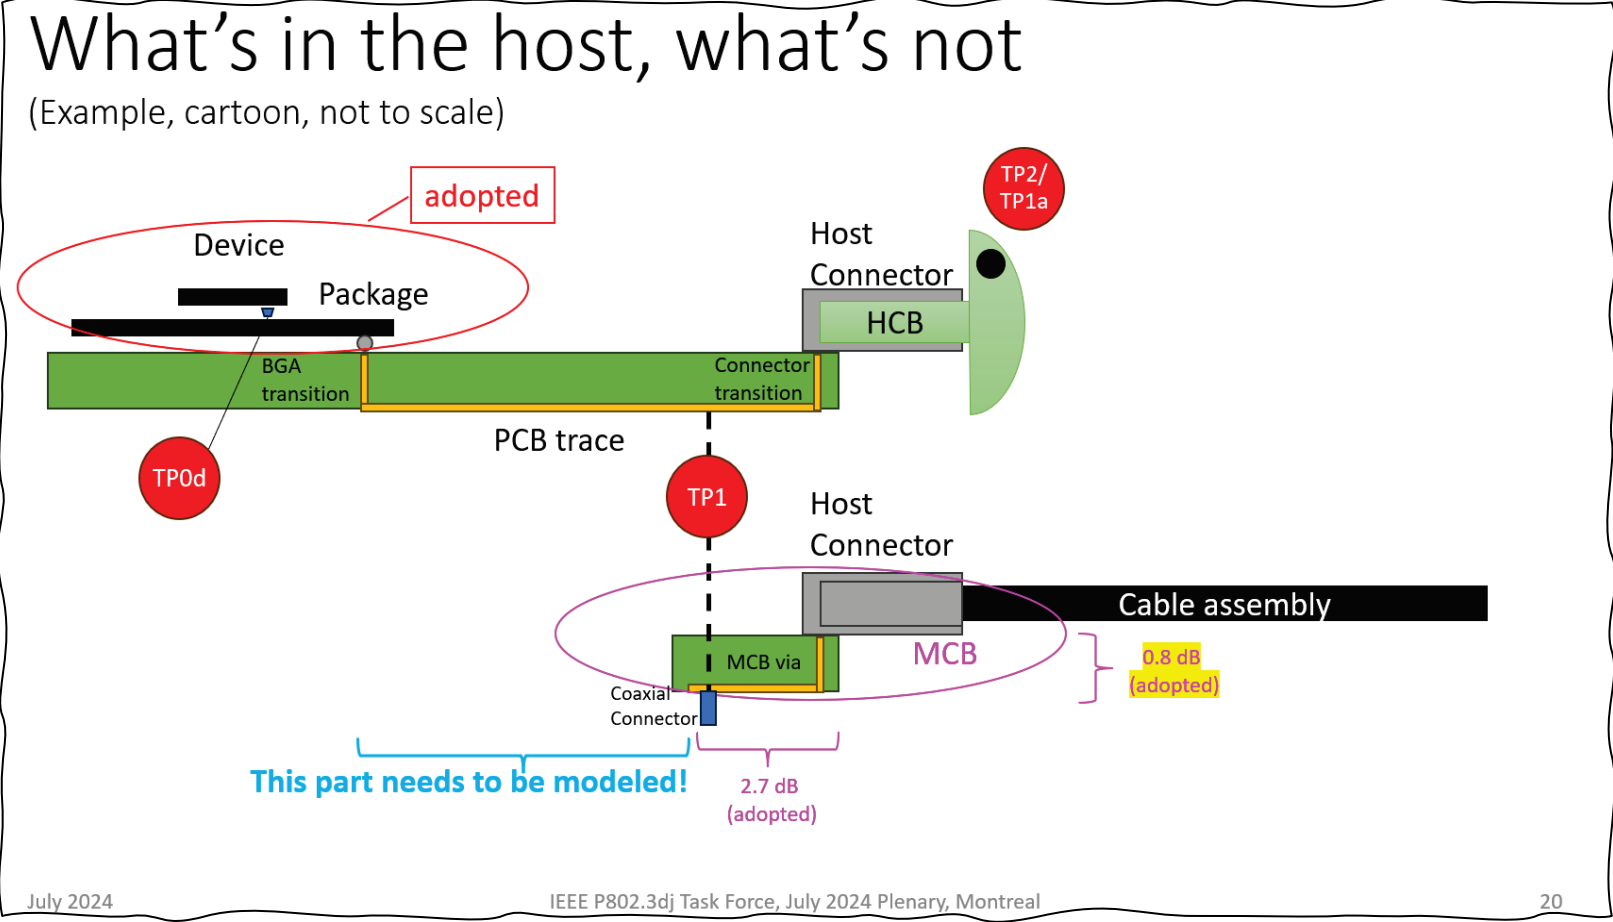 What's in the host, what's not
(Example, cartoon, not to scale)
adopted
Device
Package
TP2/
TP1a
Host
Connector
HCB
BGA
transition
Connector
transition
PCB trace
TP0d
TP1
Host
Connector
Cable assembly
MCB via
MCB
0.8 dB
(adopted)
Coaxial
Connector
This part needs to be modeled!
2.7 dB
(adopted)
July 2024
IEEE P802.3dj Task Force, July 2024 Plenary, Montreal
20